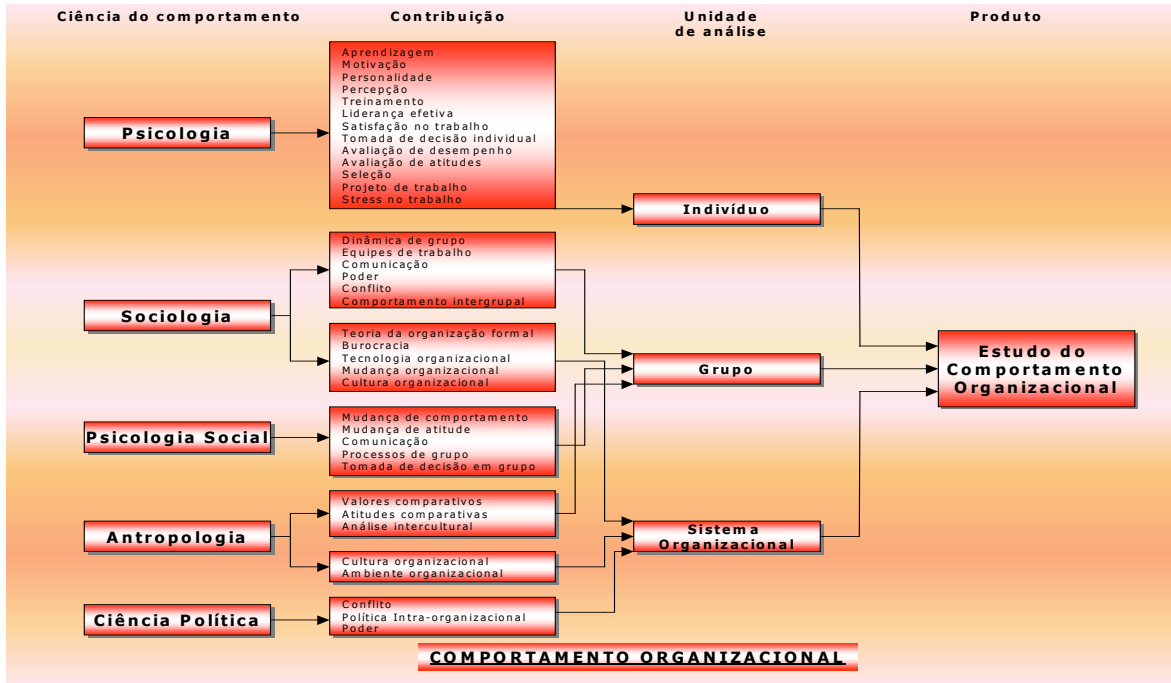 Ciência do comportamento
Contribuição
Unidade
de análise
Produto
Psicologia
Aprendizagem
Motivação
Personalidade
Percepção
Treinamento
Liderança efetiva
Satisfação no trabalho
Tomada de decisão individual
Avaliação de desempenho
Avaliação de atitudes
Seleção
Projeto de trabalho
Stress no trabalho
Indivíduo
Sociologia
Dinâmica de grupo
Equipes de trabalho
Comunicação
Poder
Conflito
Comportamento intergrupal
Teoria da organização formal
Burocracia
Tecnologia organizacional
Mudança organizacional
Cultura organizacional
Grupo
Estudo do
Comportamento
Organizacional
Psicologia Social
Mudança de comportamento
Mudança de atitude
Comunicação
Processos de grupo
Tomada de decisão em grupo
Antropologia
Valores comparativos
Atitudes comparativas
Análise intercultural
Cultura organizacional
Ambiente organizacional
Sistema
Organizacional
Ciência Política
Conflito
Política Intra-organizacional
Poder
COMPORTAMENTO ORGANIZACIONAL